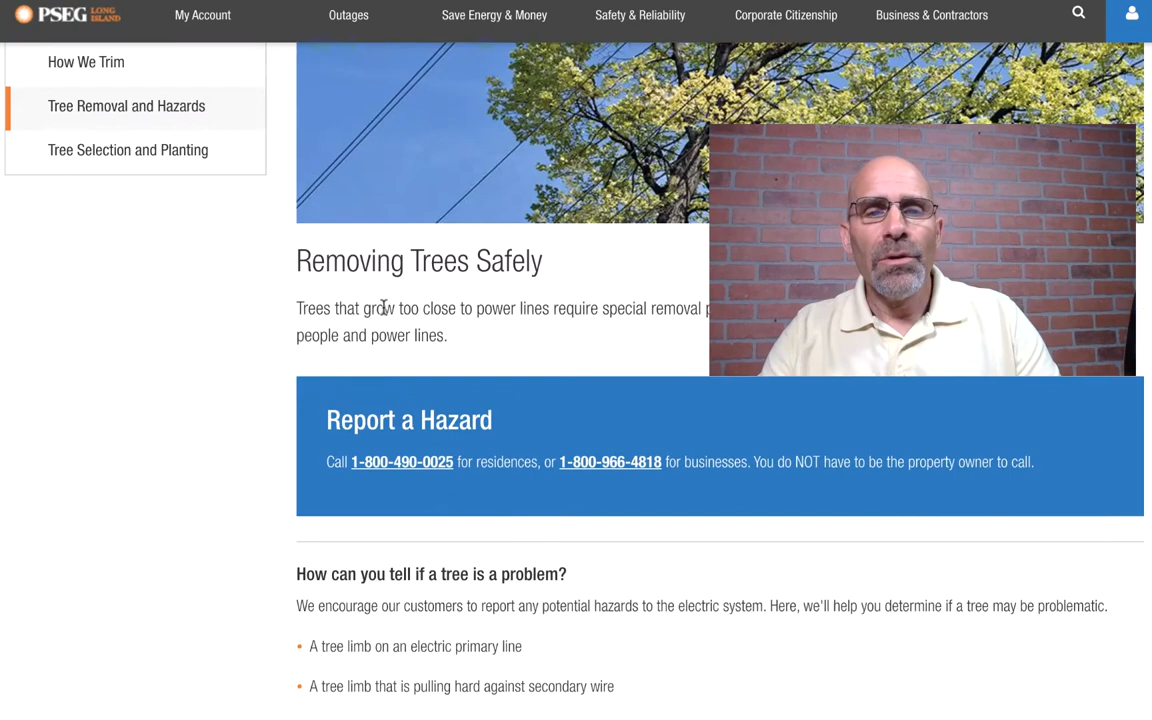 PSEG LONG ISLAND
My Account
Outages
Save Energy & Money
Safety & Reliability
Corporate Citizenship
Business & Contractors
How We Trim
Tree Removal and Hazards
Tree Selection and Planting
Removing Trees Safely
Trees that grow too close to power lines require special removal
people and power lines.
Report a Hazard
Call 1-800-490-0025 for residences, or 1-800-966-4818 for businesses. You do NOT have to be the property owner to call.
How can you tell if a tree is a problem?
We encourage our customers to report any potential hazards to the electric system. Here, we'll help you determine if a tree may be problematic.
• A tree limb on an electric primary line
• A tree limb that is pulling hard against secondary wire